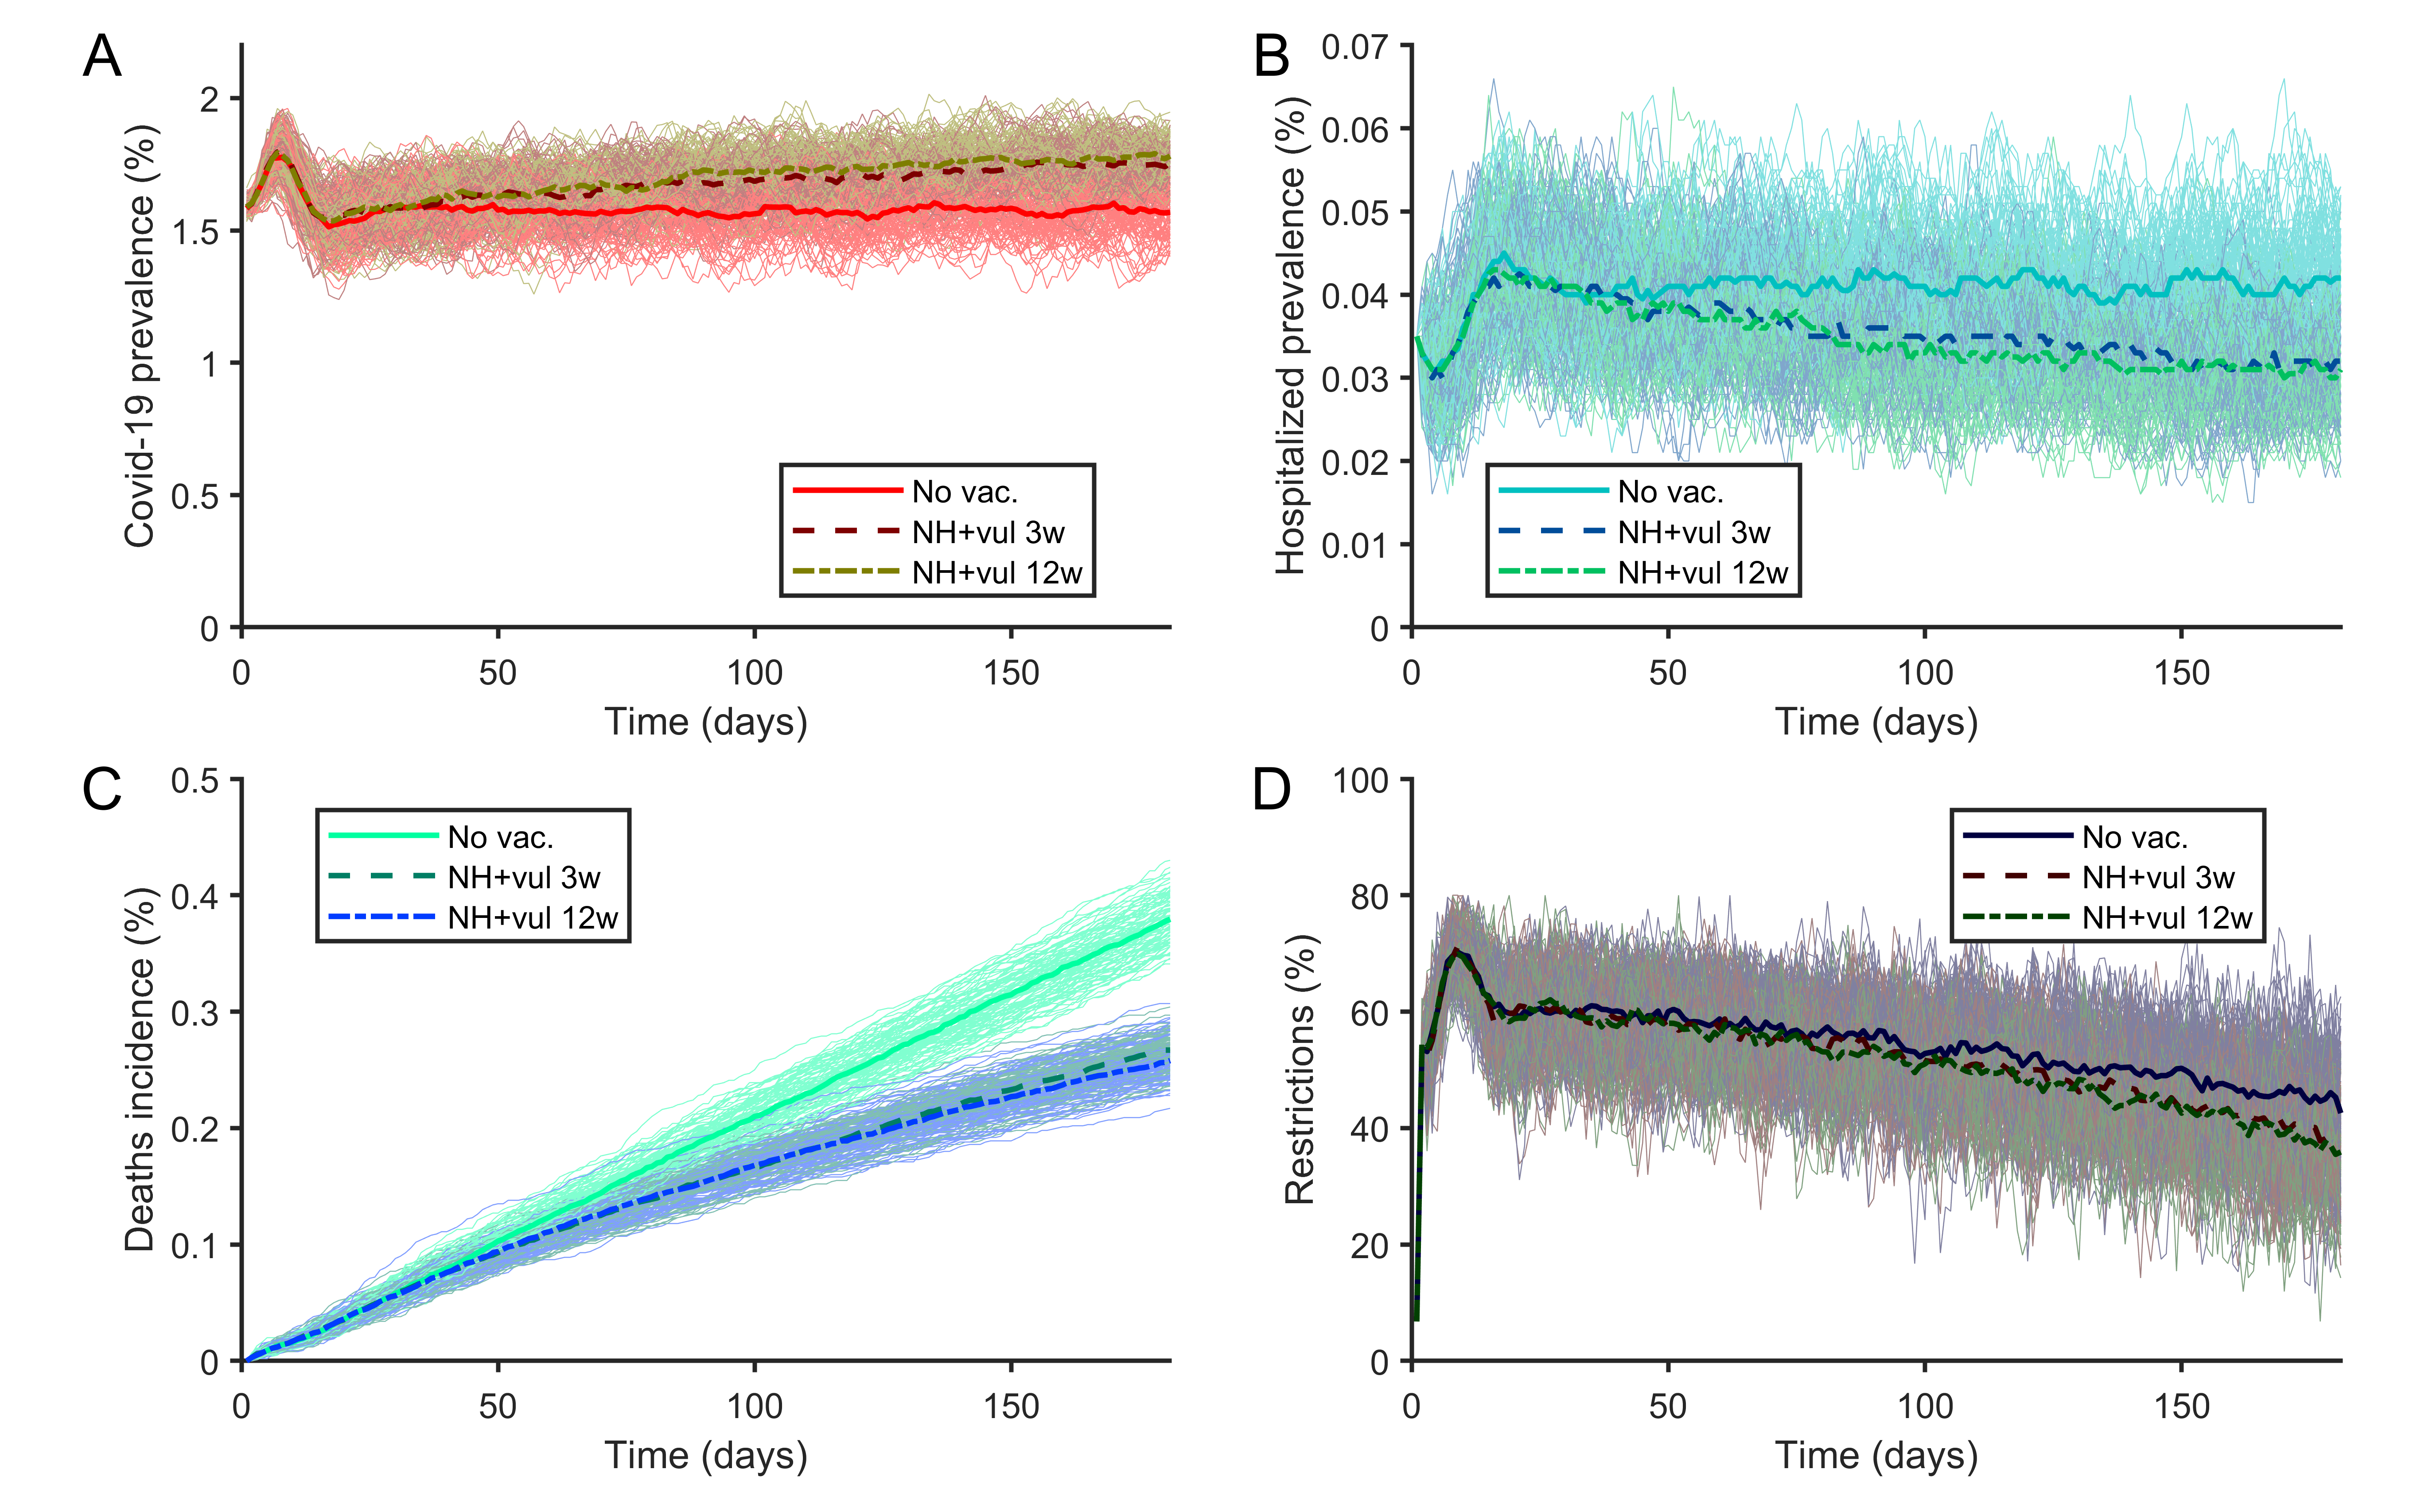 A
Covid-19 prevalence (%)
2
1.5
1
0.5
0
0 50 100 150
Time (days)
No vac.
NH+vul 3w
NH+vul 12w
B
Hospitalized prevalence (%)
0.07
0.06
0.05
0.04
0.03
0.02
0.01
0
0 50 100 150
Time (days)
No vac.
NH+vul 3w
NH+vul 12w
C
Deaths incidence (%)
0.5
0.4
0.3
0.2
0.1
0
0 50 100 150
Time (days)
No vac.
NH+vul 3w
NH+vul 12w
D
Restrictions (%)
100
80
60
40
20
0
0 50 100 150
Time (days)
No vac.
NH+vul 3w
NH+vul 12w